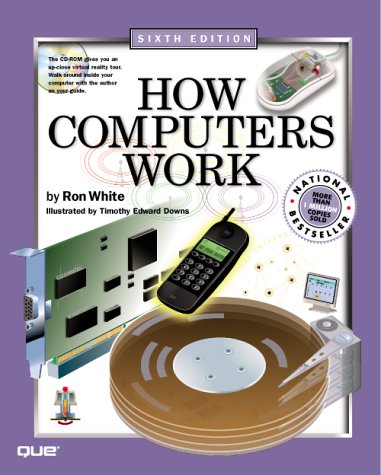 SIXTH EDITION
The CD-ROM gives you an
up-close virtual reality tour.
Walk around inside your
computer with the author
as your guide.
HOW
COMPUTERS
WORK
by Ron White
Illustrated by Timothy Edward Downs
NATIONAL
BESTSELLER
MORE
THAN
1 MILLION
COPIES
SOLD
QUE®